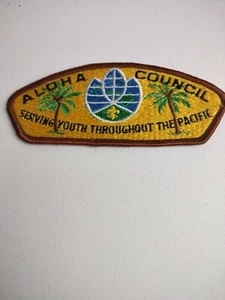 ALOHA COUNCIL
SERVING YOUTH THROUGHOUT THE PACIFIC